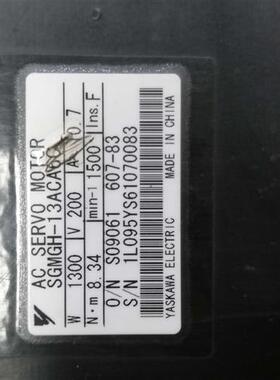 AC SERVO MOTOR
SGMGH-13ACA
W 1300 V 200 A 10.7
N·m 8.34 min-1 1500 Ins. F
O/N S09061 607-83
S/N 1L095YS61070083
YASKAWA ELECTRIC MADE IN CHINA